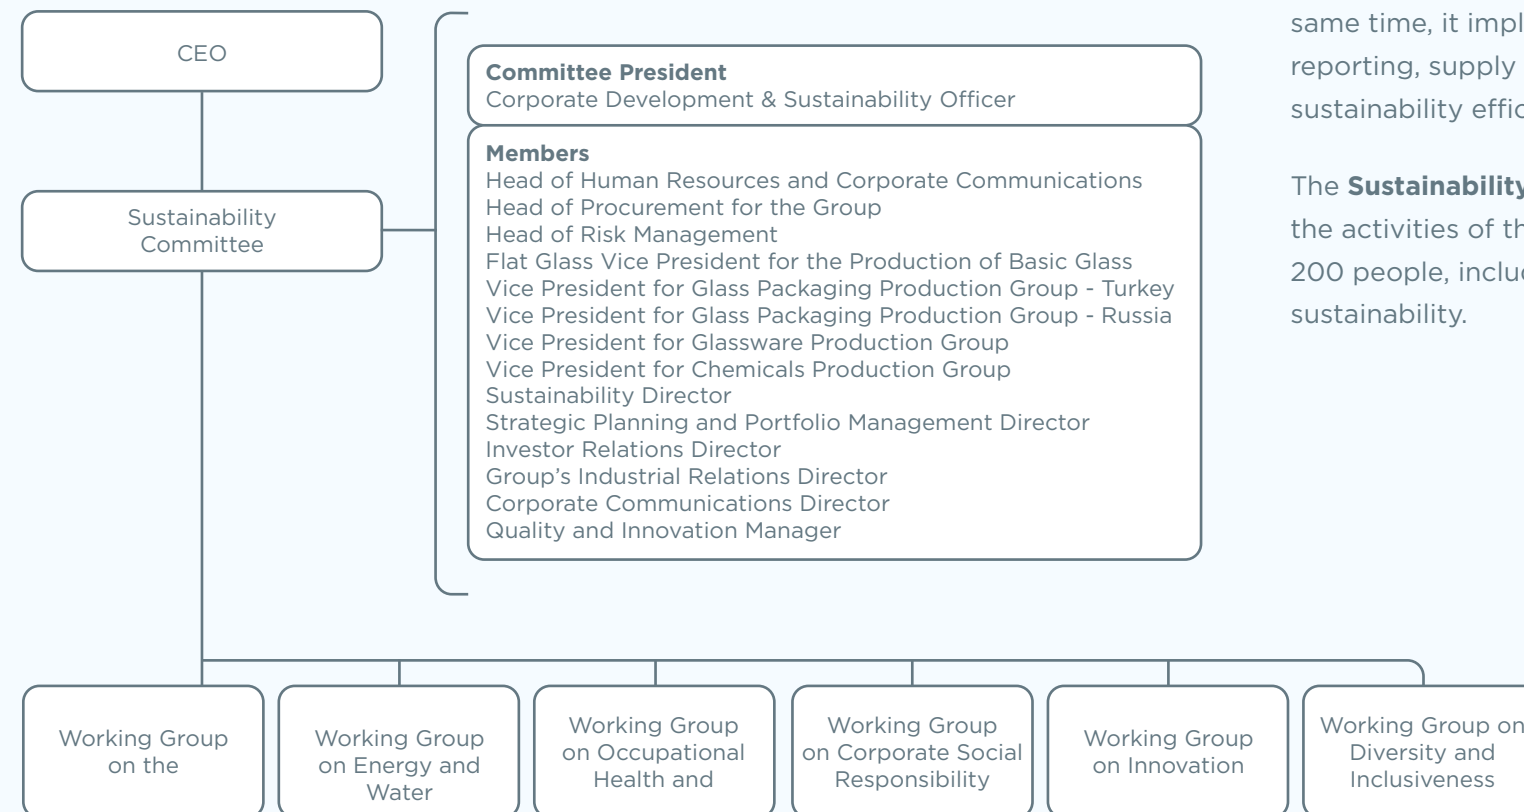 CEO
Sustainability
Committee
Committee President
Corporate Development & Sustainability Officer
Members
Head of Human Resources and Corporate Communications
Head of Procurement for the Group
Head of Risk Management
Flat Glass Vice President for the Production of Basic Glass
Vice President for Glass Packaging Production Group - Turkey
Vice President for Glass Packaging Production Group - Russia
Vice President for Glassware Production Group
Vice President for Chemicals Production Group
Sustainability Director
Strategic Planning and Portfolio Management Director
Investor Relations Director
Group’s Industrial Relations Director
Corporate Communications Director
Quality and Innovation Manager
same time, it
reporting, supply
sustainability
The Sustainability
the activities of
200 people,
sustainability.
Working Group
on the
Working Group
on Energy and
Water
Working Group
on Occupational
Health and
Working Group
on Corporate Social
Responsibility
Working Group
on Innovation
Working Group on
Diversity and
Inclusiveness